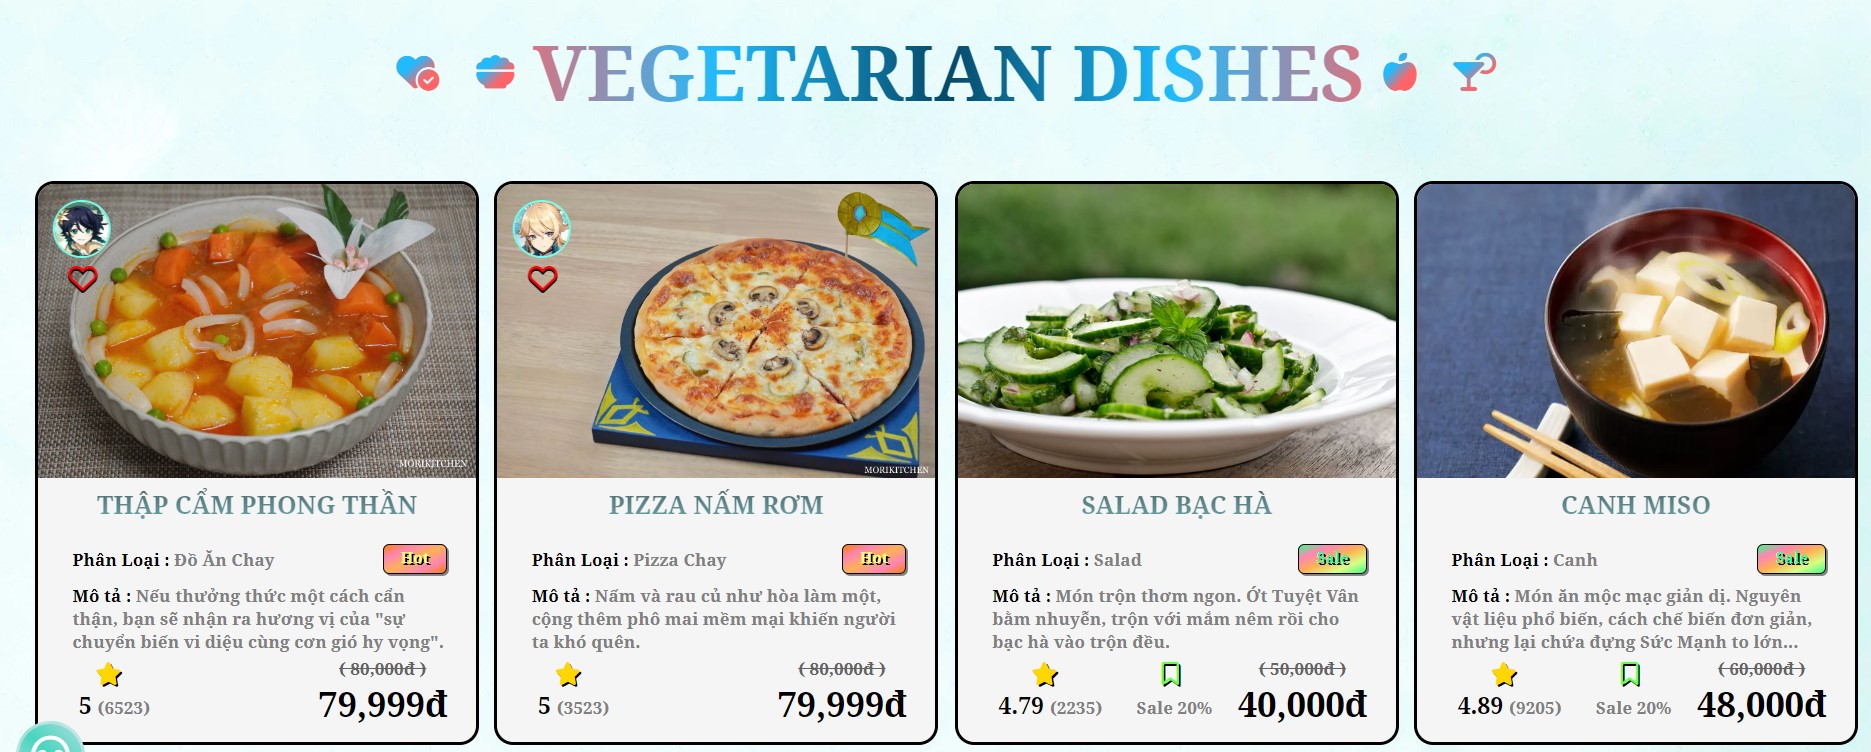 VEGETARIAN DISHES
MORIKITCHEN
THẬP CẨM PHONG THẦN
Phân Loại : Đồ Ăn Chay
Hot
Mô tả : Nếu thưởng thức một cách cẩn
thận, bạn sẽ nhận ra hương vị của "sự
chuyển biến vi diệu cùng cơn gió hy vọng".
( 80,000đ )
5 (6523)
79,999đ
MORIKITCHEN
PIZZA NẤM RƠM
Phân Loại : Pizza Chay
Hot
Mô tả : Nấm và rau củ như hòa làm một,
cộng thêm phô mai mềm mại khiến người
ta khó quên.
( 80,000đ )
5 (3523)
79,999đ
SALAD BẠC HÀ
Phân Loại : Salad
Sale
Mô tả : Món trộn thơm ngon. Ớt Tuyệt Vân
bằm nhuyễn, trộn với mắm nêm rồi cho
bạc hà vào trộn đều.
( 50,000đ )
4.79 (2235)
Sale 20%
40,000đ
CANH MISO
Phân Loại : Canh
Sale
Mô tả : Món ăn mộc mạc giản dị. Nguyên
vật liệu phổ biến, cách chế biến đơn giản,
nhưng lại chứa đựng Sức Mạnh to lớn...
( 60,000đ )
4.89 (9205)
Sale 20%
48,000đ